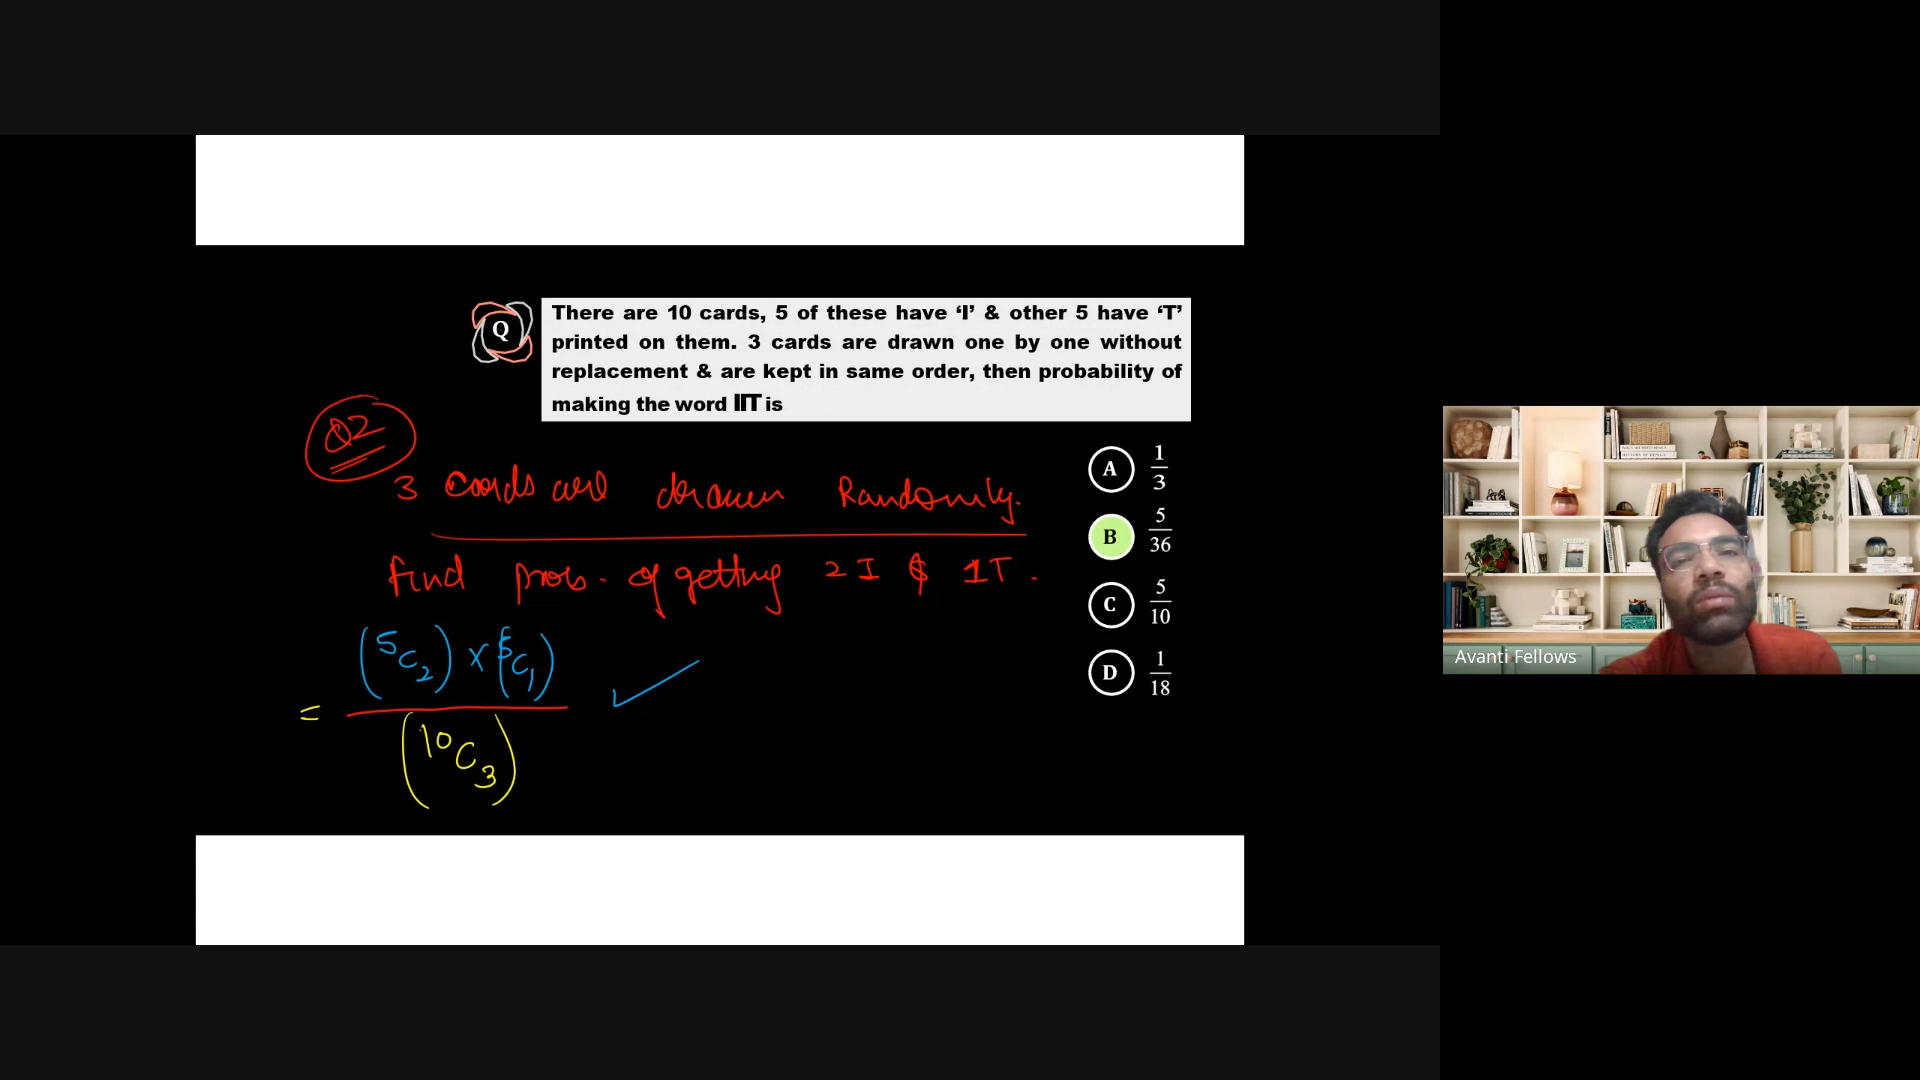 Q
There are 10 cards, 5 of these have ‘I’ & other 5 have ‘T’
printed on them. 3 cards are drawn one by one without
replacement & are kept in same order, then probability of
making the word IIT is
Q2
3 cards are drawn Randomly.
find prob. of getting 2 I & 1T.
= (⁵C₂) × (⁵C₁)
(¹⁰C₃)
A 1/3
B 5/36
C 5/10
D 1/18
Avanti Fellows